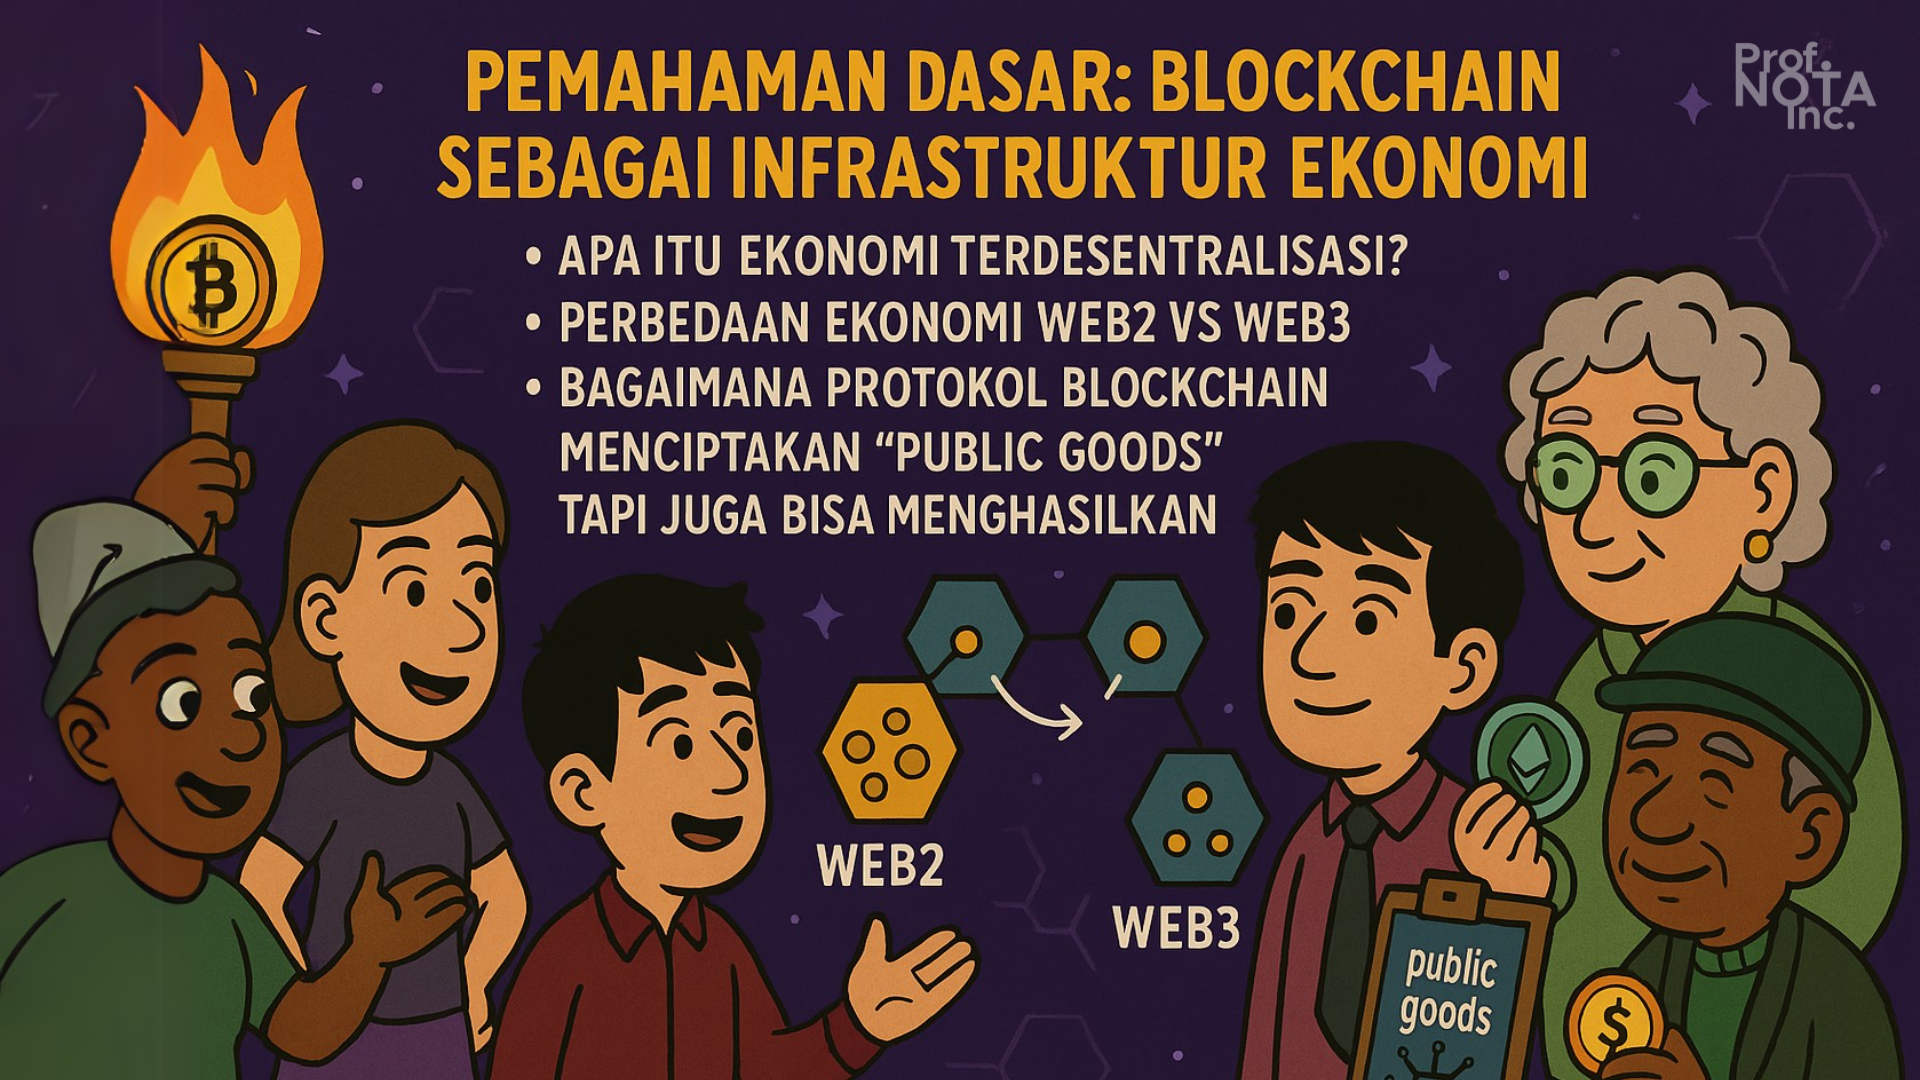 PEMAHAMAN DASAR: BLOCKCHAIN
SEBAGAI INFRASTRUKTUR EKONOMI
• APA ITU EKONOMI TERDESENTRALISASI?
• PERBEDAAN EKONOMI WEB2 VS WEB3
• BAGAIMANA PROTOKOL BLOCKCHAIN
MENCIPTAKAN “PUBLIC GOODS”
TAPI JUGA BISA MENGHASILKAN
Prof.
NOTA
Inc.
WEB2
WEB3
public
goods
$